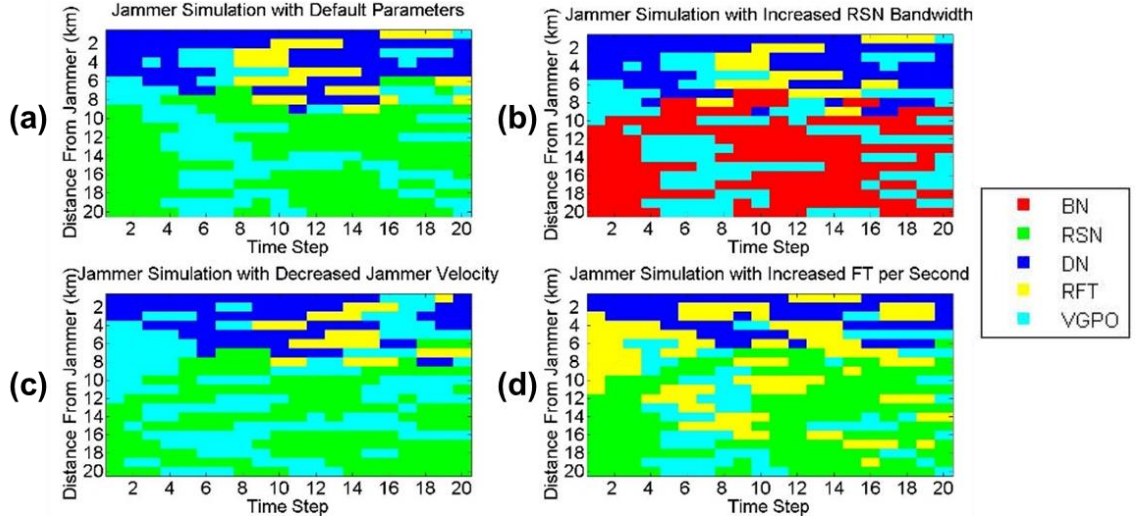 Jammer Simulation with Default Parameters
(a)
Distance From Jammer (km)
2
4
6
8
10
12
14
16
18
20
2 4 6 8 10 12 14 16 18 20
Time Step
Jammer Simulation with Increased RSN Bandwidth
(b)
Distance From Jammer (km)
2
4
6
8
10
12
14
16
18
20
2 4 6 8 10 12 14 16 18 20
Time Step
Jammer Simulation with Decreased Jammer Velocity
(c)
Distance From Jammer (km)
2
4
6
8
10
12
14
16
18
20
2 4 6 8 10 12 14 16 18 20
Time Step
Jammer Simulation with Increased FT per Second
(d)
Distance From Jammer (km)
2
4
6
8
10
12
14
16
18
20
2 4 6 8 10 12 14 16 18 20
Time Step
BN
RSN
DN
RFT
VGPO